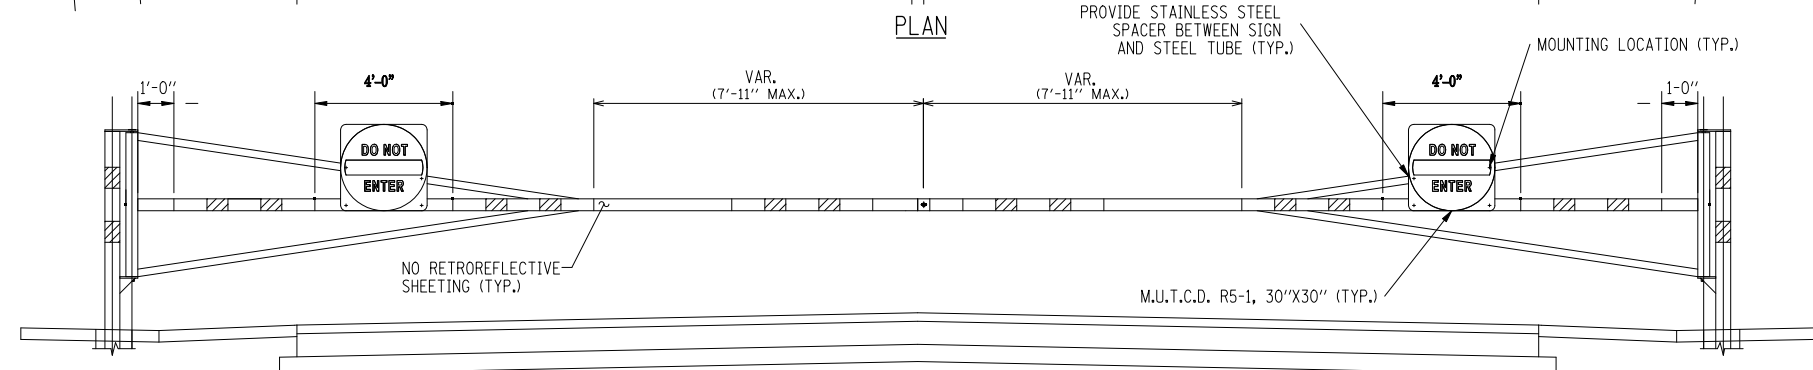 PLAN
PROVIDE STAINLESS STEEL
SPACER BETWEEN SIGN
AND STEEL TUBE (TYP.)
MOUNTING LOCATION (TYP.)
1'-0"
4'-0"
VAR.
(7'-11" MAX.)
VAR.
(7'-11" MAX.)
4'-0"
1-0"
DO NOT
ENTER
DO NOT
ENTER
NO RETROREFLECTIVE
SHEETING (TYP.)
M.U.T.C.D. R5-1, 30"X30" (TYP.)